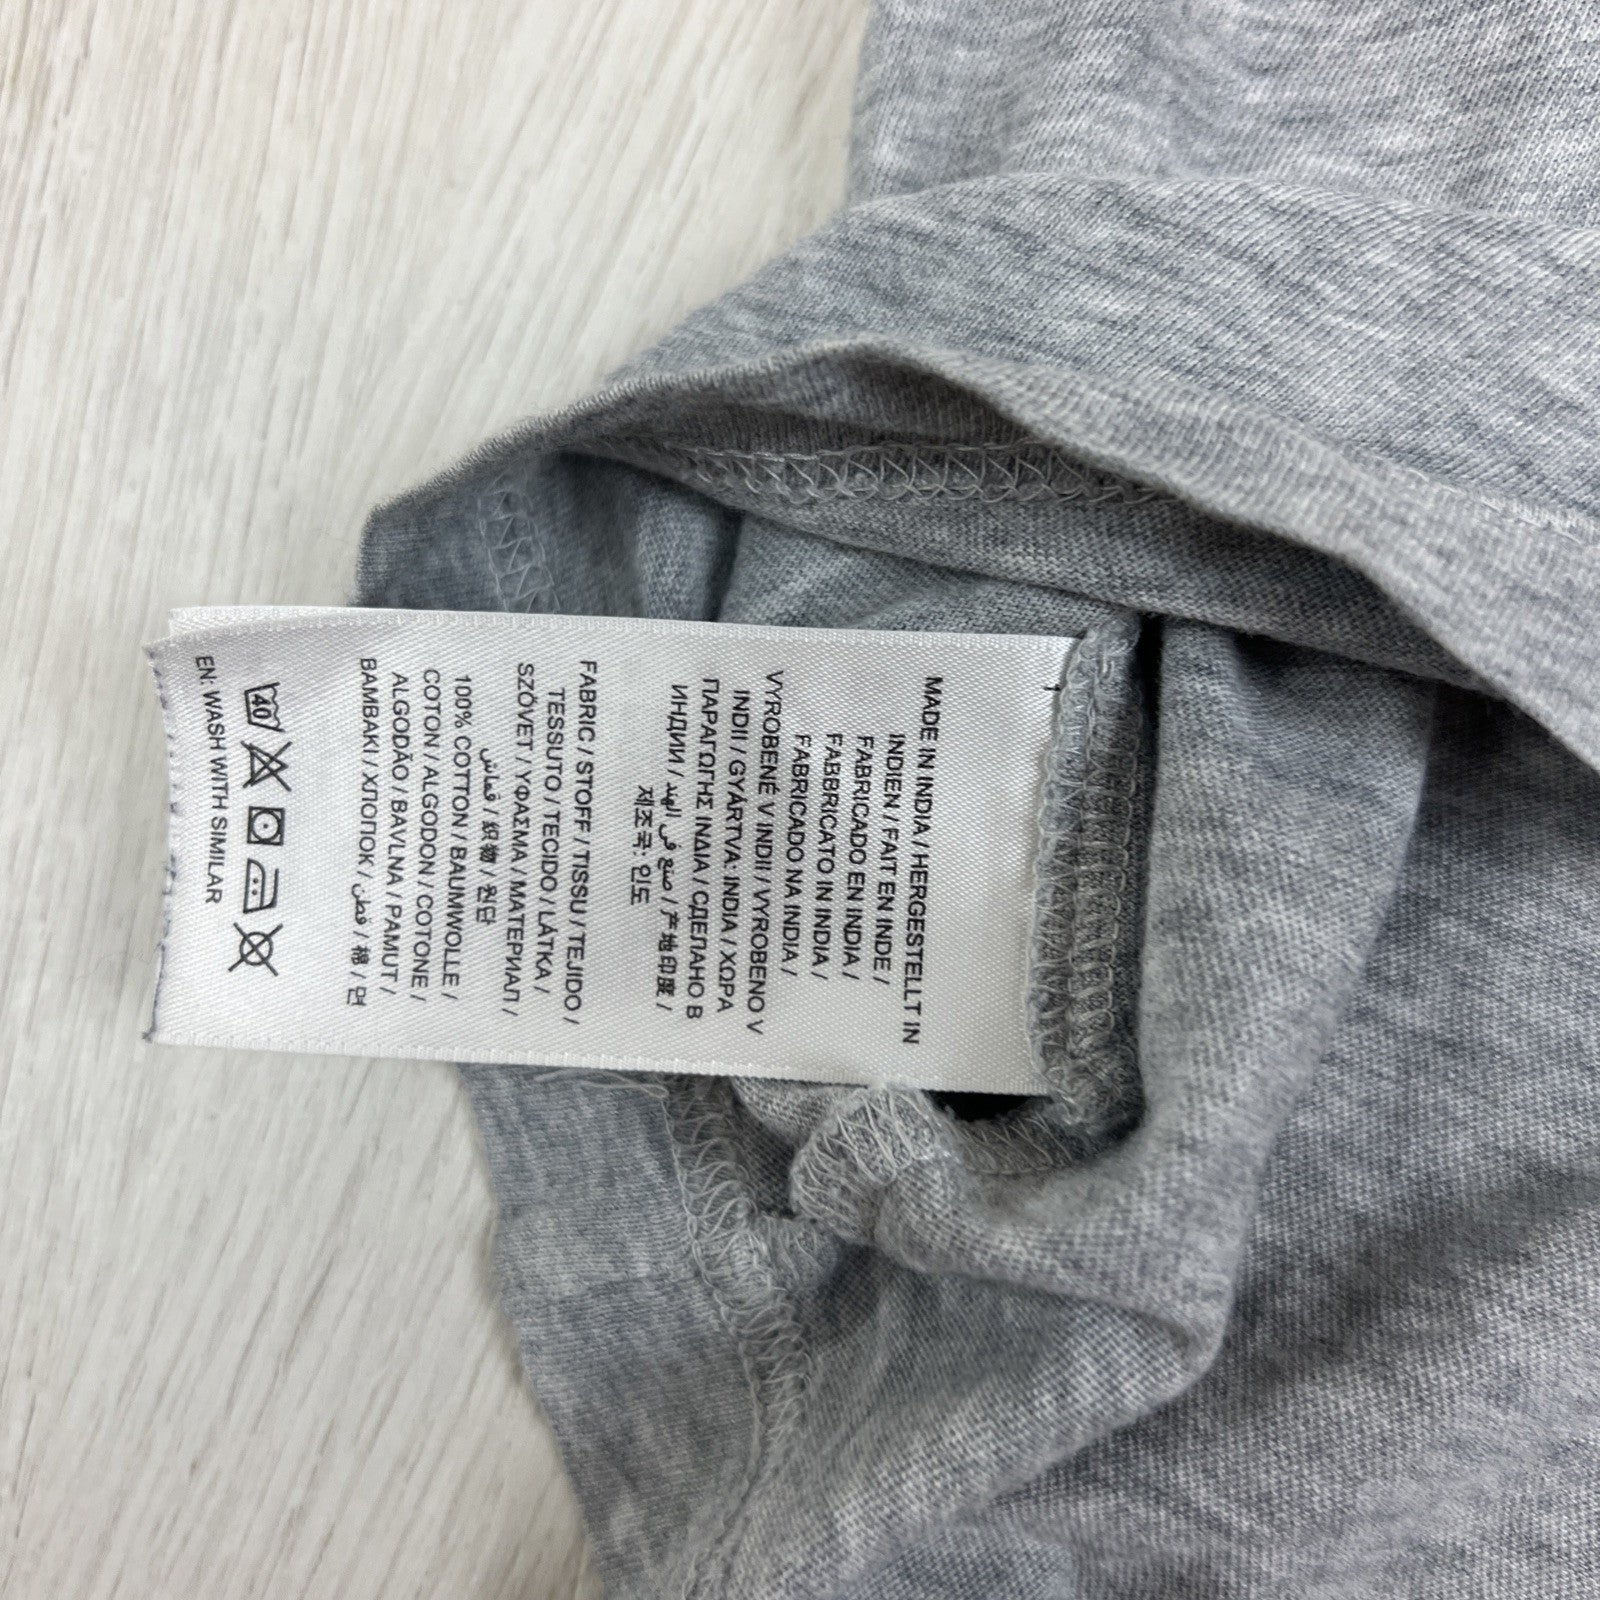 MADE IN INDIA / HERGESTELLT IN
INDIEN / FAIT EN INDE /
FABRICADO EN INDIA /
FABBRICATO IN INDIA /
FABRICADO NA INDIA /
VYROBENÉ V INDII / VYROBENO V
INDII / GYÁRTVA: INDIA / ΧΩΡΑ
ΠΑΡΑΓΩΓΗΣ ΙΝΔΙΑ / СДЕЛАНО В
ИНДИИ / صنع في الهند / 产地印度 /
제조국: 인도
FABRIC / STOFF / TISSU / TEJIDO /
TESSUTO / TECIDO / LÁTKA /
SZÖVET / ΥΦΑΣΜΑ / МАТЕРИАЛ /
قماش / 织物 / 원단
100% COTTON / BAUMWOLLE /
COTON / ALGODON / COTONE /
ALGODÃO / BAVLNA / PAMUT /
ΒΑΜΒΑΚΙ / ХЛОПОК / قطن / 棉 / 면
40
EN: WASH WITH SIMILAR